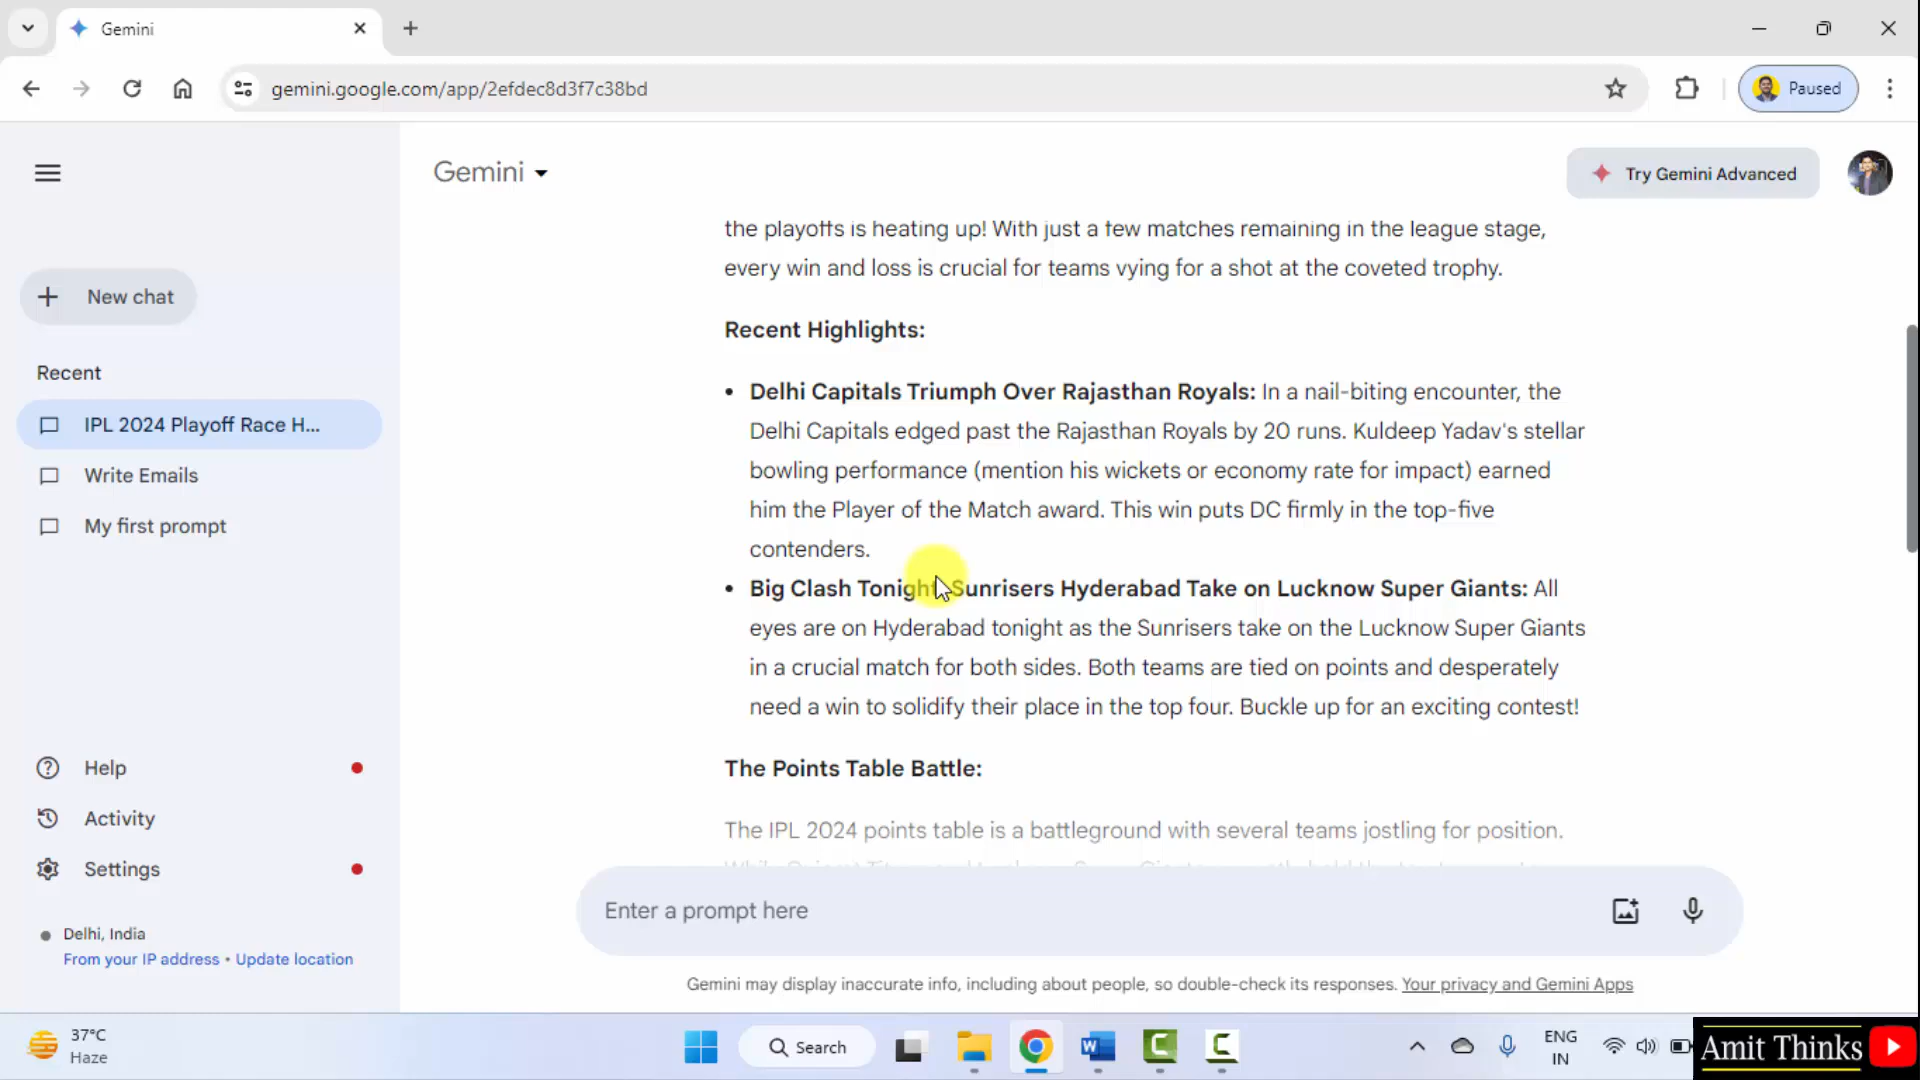 Gemini
gemini.google.com/app/2efdec8d3f7c38bd
Paused
Gemini
Try Gemini Advanced
New chat
Recent
IPL 2024 Playoff Race H...
Write Emails
My first prompt
Help
Activity
Settings
Delhi, India
From your IP address • Update location
the playoffs is heating up! With just a few matches remaining in the league stage,
every win and loss is crucial for teams vying for a shot at the coveted trophy.
Recent Highlights:
• Delhi Capitals Triumph Over Rajasthan Royals: In a nail-biting encounter, the
Delhi Capitals edged past the Rajasthan Royals by 20 runs. Kuldeep Yadav's stellar
bowling performance (mention his wickets or economy rate for impact) earned
him the Player of the Match award. This win puts DC firmly in the top-five
contenders.
• Big Clash Tonight Sunrisers Hyderabad Take on Lucknow Super Giants: All
eyes are on Hyderabad tonight as the Sunrisers take on the Lucknow Super Giants
in a crucial match for both sides. Both teams are tied on points and desperately
need a win to solidify their place in the top four. Buckle up for an exciting contest!
The Points Table Battle:
The IPL 2024 points table is a battleground with several teams jostling for position.
Enter a prompt here
Gemini may display inaccurate info, including about people, so double-check its responses. Your privacy and Gemini Apps
37°C
Haze
Search
ENG
IN
Amit Thinks